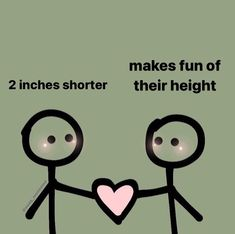 makes fun of
their height
2 inches shorter